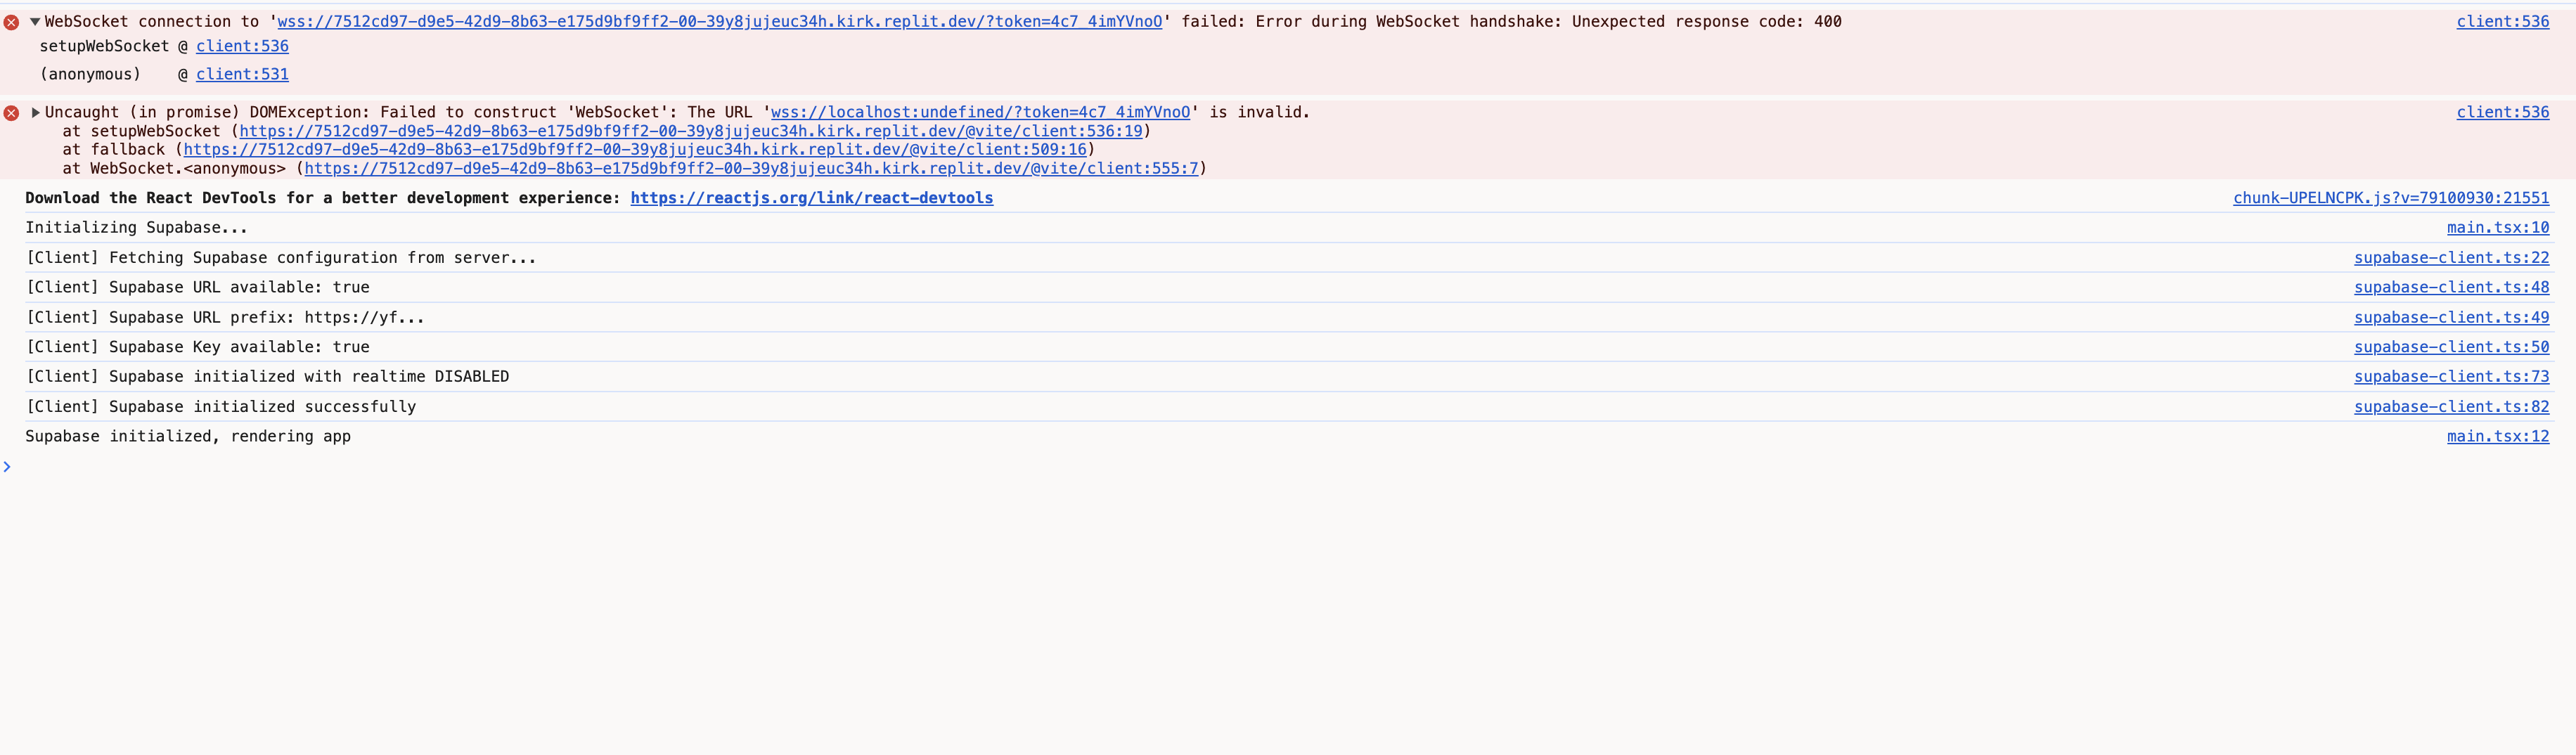 WebSocket connection to 'wss://7512cd97-d9e5-42d9-8b63-e175d9bf9ff2-00-39y8jujeuc34h.kirk.replit.dev/?token=4c7_4imYVnoO' failed: Error during WebSocket handshake: Unexpected response code: 400 client:536
setupWebSocket @ client:536
(anonymous) @ client:531
Uncaught (in promise) DOMException: Failed to construct 'WebSocket': The URL 'wss://localhost:undefined/?token=4c7_4imYVnoO' is invalid. client:536
at setupWebSocket (https://7512cd97-d9e5-42d9-8b63-e175d9bf9ff2-00-39y8jujeuc34h.kirk.replit.dev/@vite/client:536:19)
at fallback (https://7512cd97-d9e5-42d9-8b63-e175d9bf9ff2-00-39y8jujeuc34h.kirk.replit.dev/@vite/client:509:16)
at WebSocket.<anonymous> (https://7512cd97-d9e5-42d9-8b63-e175d9bf9ff2-00-39y8jujeuc34h.kirk.replit.dev/@vite/client:555:7)
Download the React DevTools for a better development experience: https://reactjs.org/link/react-devtools chunk-UPELNCPK.js?v=79100930:21551
Initializing Supabase... main.tsx:10
[Client] Fetching Supabase configuration from server... supabase-client.ts:22
[Client] Supabase URL available: true supabase-client.ts:48
[Client] Supabase URL prefix: https://yf... supabase-client.ts:49
[Client] Supabase Key available: true supabase-client.ts:50
[Client] Supabase initialized with realtime DISABLED supabase-client.ts:73
[Client] Supabase initialized successfully supabase-client.ts:82
Supabase initialized, rendering app main.tsx:12